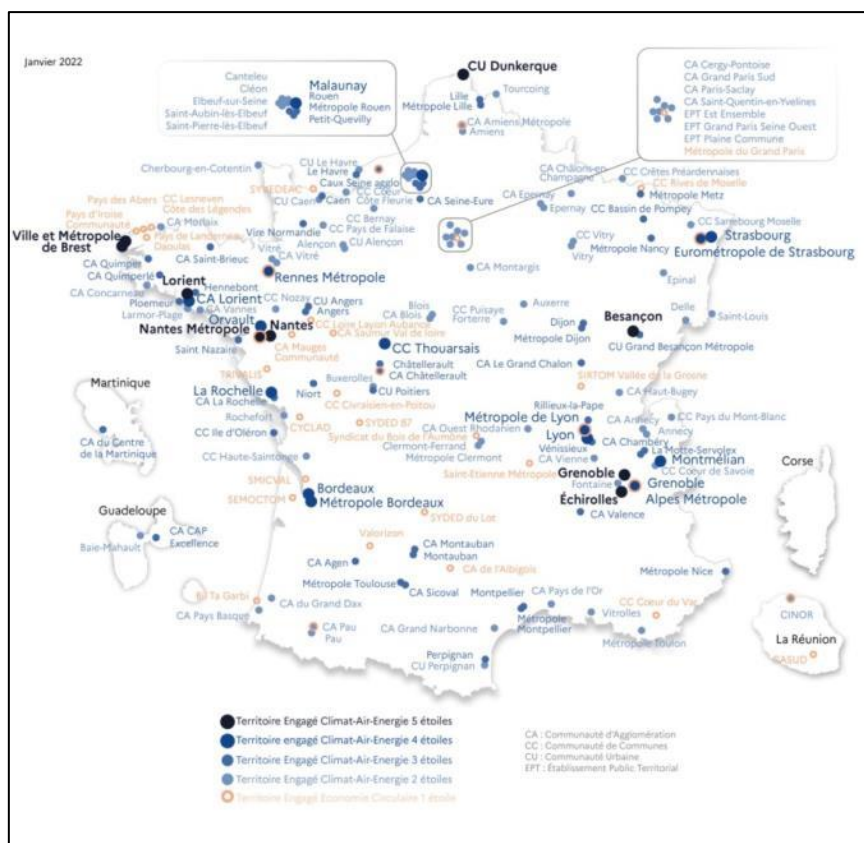 Janvier 2022
Canteleu
Cléon
Elbeuf-sur-Seine
Saint-Aubin-lès-Elbeuf
Saint-Pierre-lès-Elbeuf
Malaunay
Rouen
Métropole Rouen
Petit-Quevilly
CU Dunkerque
Lille
Métropole Lille
Tourcoing
CA Amiens Métropole
Amiens
CA Cergy-Pontoise
CA Grand Paris Sud
CA Paris-Saclay
CA Saint-Quentin-en-Yvelines
EPT Est Ensemble
EPT Grand Paris Seine Ouest
EPT Plaine Commune
Métropole du Grand Paris
Cherbourg-en-Cotentin
CU Le Havre
Le Havre
Caux Seine agglo
CC Cœur
Côte Fleurie
CU Caen
Caen
CA Seine-Eure
CC Bernay
CC Pays de Falaise
Vire Normandie
Alençon
CU Alençon
CA Châlons-en-
Champagne
CA Epernay
Epernay
CC Crêtes Préardennaises
CC Rives de Moselle
Métropole Metz
CC Bassin de Pompey
CC Sarrebourg Moselle
Métropole Nancy
CC Vitry
Vitry
Strasbourg
Eurométropole de Strasbourg
Epinal
Pays des Abers
CC Lesneven
Côte des Légendes
Pays d'Iroise
Communauté
CA Morlaix
Pays de Landerneau
Daoulas
Ville et Métropole
de Brest
CA Saint-Brieuc
Vitré
CA Vitré
Rennes Métropole
CA Quimper
CA Quimperlé
CA Concarneau
Lorient
Hennebont
CA Lorient
Ploemeur
Larmor-Plage
CA Vannes
CC Nozay
CU Angers
Angers
Orvault
Nantes
Nantes Métropole
Saint Nazaire
CC Loire Layon Aubance
CA Saumur Val de loire
CA Mauges
Communauté
TRIVALIS
CA Montargis
Blois
CA Blois
CC Puisaye
Forterre
Auxerre
Dijon
Métropole Dijon
Besançon
CU Grand Besançon Métropole
Delle
Saint-Louis
CC Thouarsais
Châtellerault
CA Châtellerault
Buxerolles
CU Poitiers
Niort
CA Le Grand Chalon
SIRTOM Vallée de la Grosne
CA Haut-Bugey
La Rochelle
CA La Rochelle
Rochefort
CC Ile d'Oléron
CC Civraisien-en-Poitou
CYCLAD
SYDED 87
Syndicat du Bois de l'Aumône
CA Ouest Rhodanien
Clermont-Ferrand
Métropole Clermont
Saint-Etienne Métropole
Rillieux-la-Pape
Métropole de Lyon
Lyon
Vénissieux
CA Vienne
CA Annecy
Annecy
CC Pays du Mont-Blanc
CA Chambéry
La Motte-Servolex
Montmélian
CC Cœur de Savoie
Grenoble
Fontaine
Échirolles
Grenoble
Alpes Métropole
CA Valence
CC Haute-Saintonge
SMICVAL
SEMOCTOM
Bordeaux
Métropole Bordeaux
SYDED du Lot
Valorizon
CA Agen
CA Montauban
Montauban
CA de l'Albigeois
Métropole Toulouse
CA Sicoval
Bil Ta Garbi
CA Pays Basque
CA du Grand Dax
CA Pau
Pau
CA Grand Narbonne
Perpignan
CU Perpignan
Montpellier
Métropole
Montpellier
CA Pays de l'Or
Vitrolles
CC Cœur du Var
Métropole Toulon
Métropole Nice
Martinique
CA du Centre
de la Martinique
Guadeloupe
CA CAP
Excellence
Baie-Mahault
Corse
CINOR
La Réunion
CASUD
Territoire Engagé Climat-Air-Energie 5 étoiles
Territoire engagé Climat-Air-Energie 4 étoiles
Territoire Engagé Climat-Air-Energie 3 étoiles
Territoire Engagé Climat-Air-Energie 2 étoiles
Territoire Engagé Economie Circulaire 1 étoile
CA : Communauté d'Agglomération
CC : Communauté de Communes
CU : Communauté Urbaine
EPT : Établissement Public Territorial